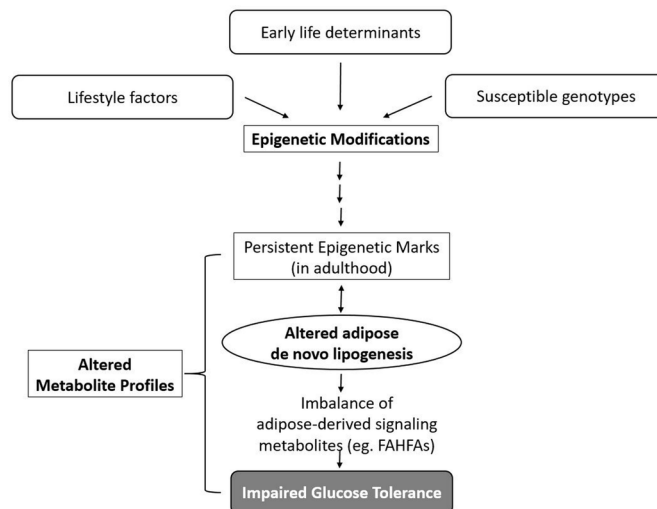 Early life determinants
Lifestyle factors
Susceptible genotypes
Epigenetic Modifications
Persistent Epigenetic Marks
(in adulthood)
Altered adipose
de novo lipogenesis
Altered
Metabolite Profiles
Imbalance of
adipose-derived signaling
metabolites (eg. FAHFAs)
Impaired Glucose Tolerance